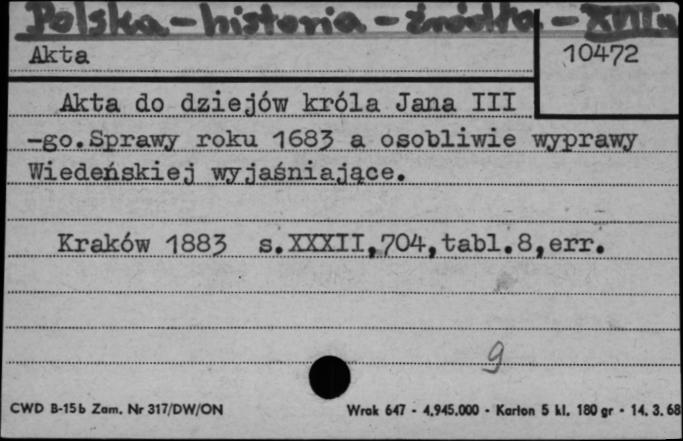 Polska - historia - źródła - XVII w
Akta
10472
Akta do dziejów króla Jana III
-go.Sprawy roku 1683 a osobliwie wyprawy
Wiedeńskiej wyjaśniające.
Kraków 1883 s.XXXII,704,tabl.8,err.
9
CWD B-15b Zam. Nr 317/DW/ON
Wrak 647 - 4.945.000 - Karton 5 kl. 180 gr - 14. 3. 68